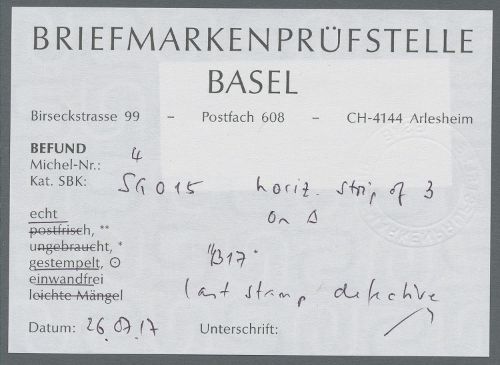 BRIEFMARKENPRÜFSTELLE
BASEL
Birseckstrasse 99 – Postfach 608 – CH-4144 Arlesheim
BEFUND
Michel-Nr.: 4
Kat. SBK: SG O15 horiz. strip of 3
on Δ
echt
postfrisch, **
ungebraucht, * "B17"
gestempelt, ⊙
einwandfrei
leichte Mängel last stamp defective
Datum: 26.07.17 Unterschrift: